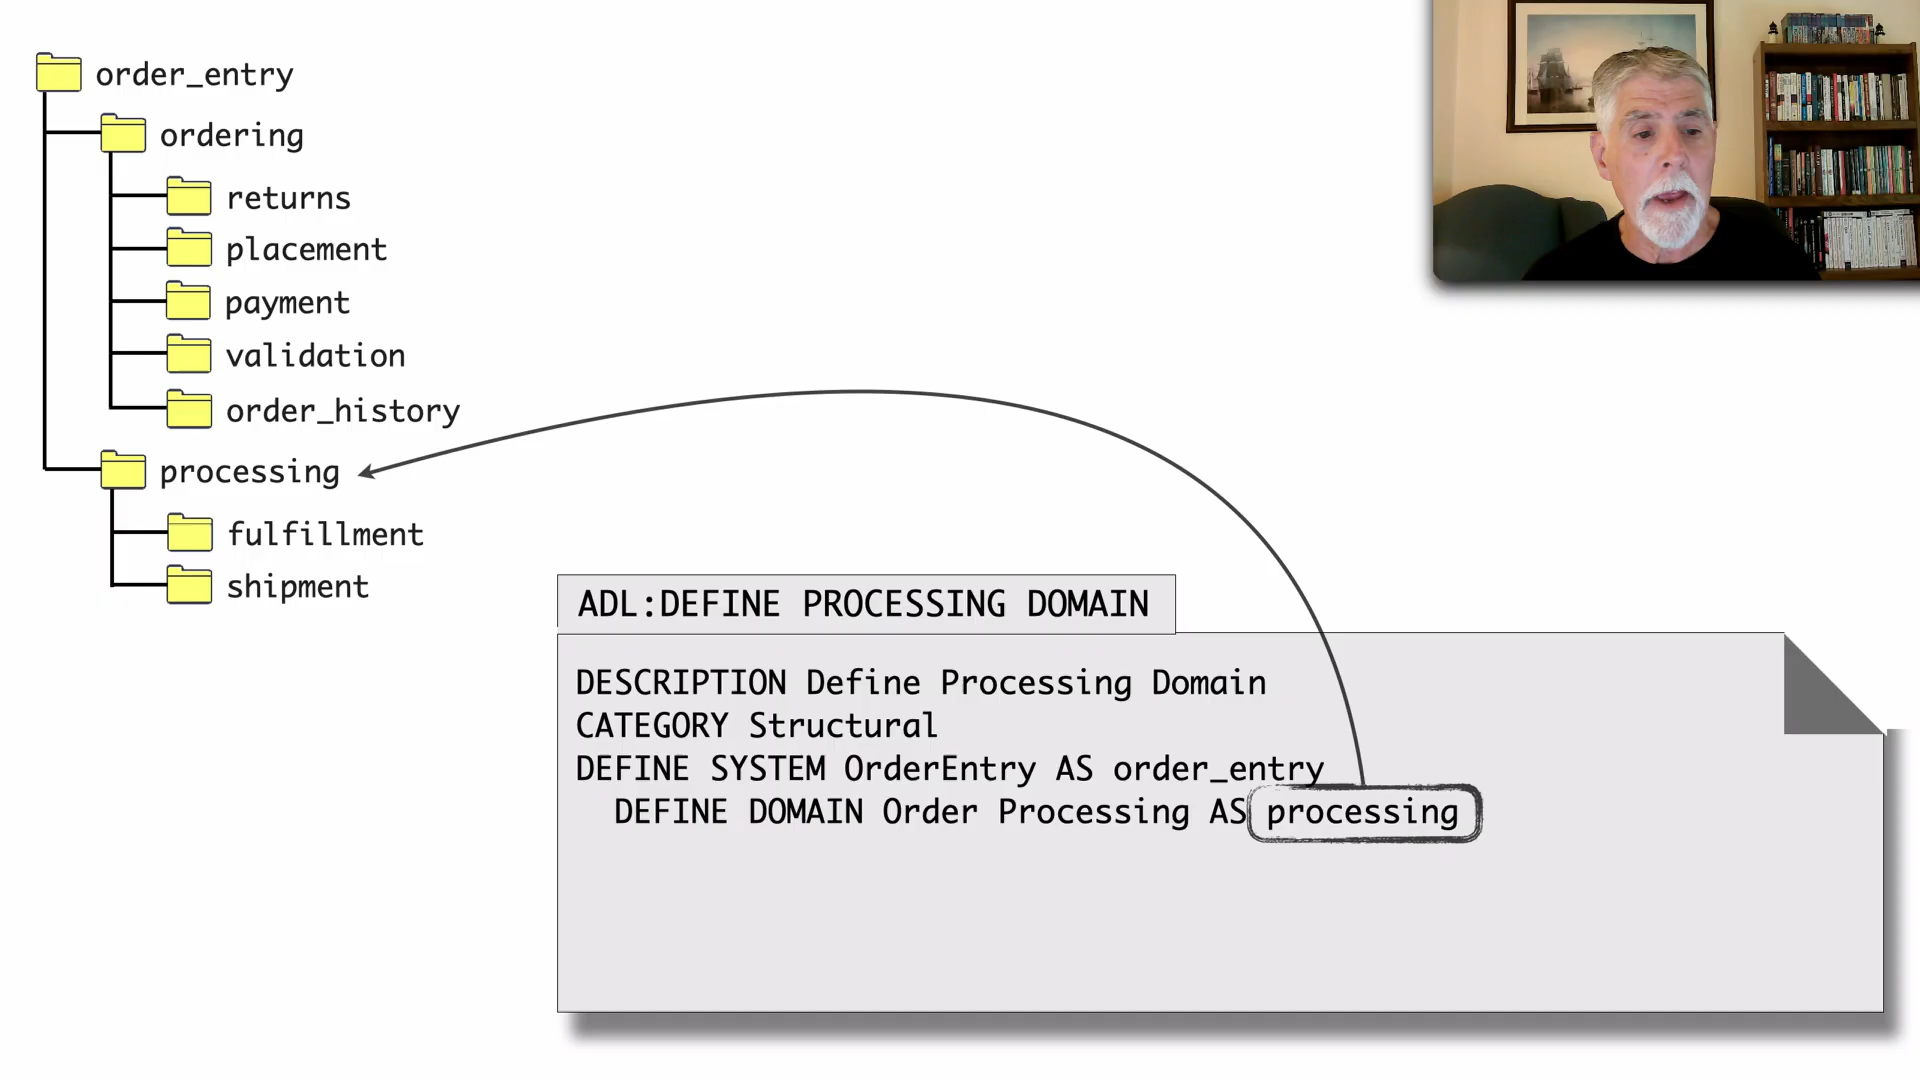 order_entry
ordering
returns
placement
payment
validation
order_history
processing
fulfillment
shipment
ADL:DEFINE PROCESSING DOMAIN
DESCRIPTION Define Processing Domain
CATEGORY Structural
DEFINE SYSTEM OrderEntry AS order_entry
DEFINE DOMAIN Order Processing AS processing